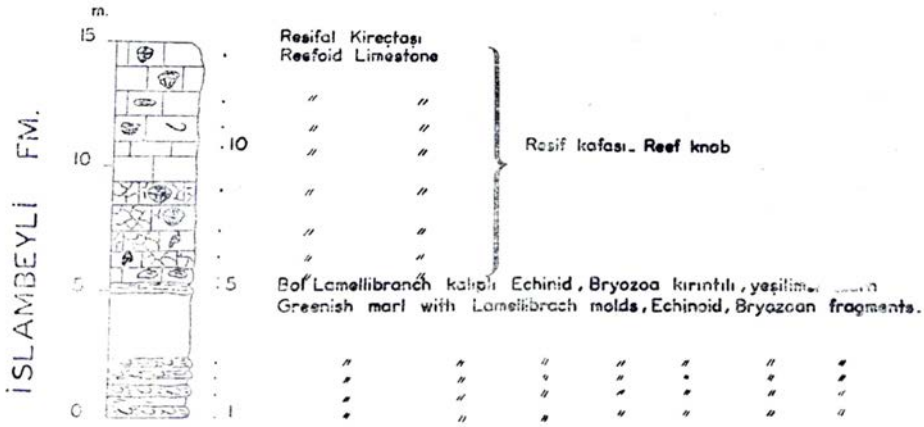 m.
15
Resifal Kireçtaşı
Reefoid Limestone
" "
" "
.10
" "
Resif kafası_ Reef knob
10
" "
" "
" "
" "
5
.5
Bol Lamellibranch kalıplı Echinid, Bryozoa kırıntılı, yeşilimsi
Greenish marl with Lamellibrach molds, Echinoid, Bryozoan fragments.
" " " " " " "
" " " " " " "
" " " " " " "
0
.1
" " " " " " "
İSLAMBEYLİ FM.